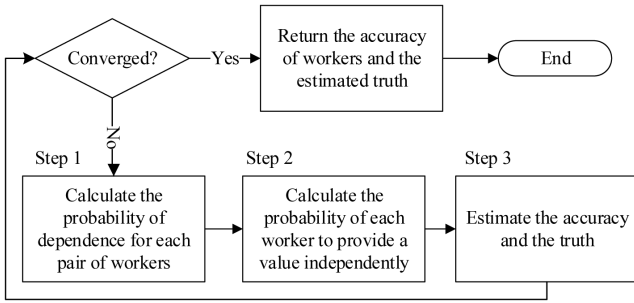 Converged?
Yes
Return the accuracy
of workers and the
estimated truth
End
No
Step 1
Calculate the
probability of
dependence for each
pair of workers
Step 2
Calculate the
probability of each
worker to provide a
value independently
Step 3
Estimate the accuracy
and the truth